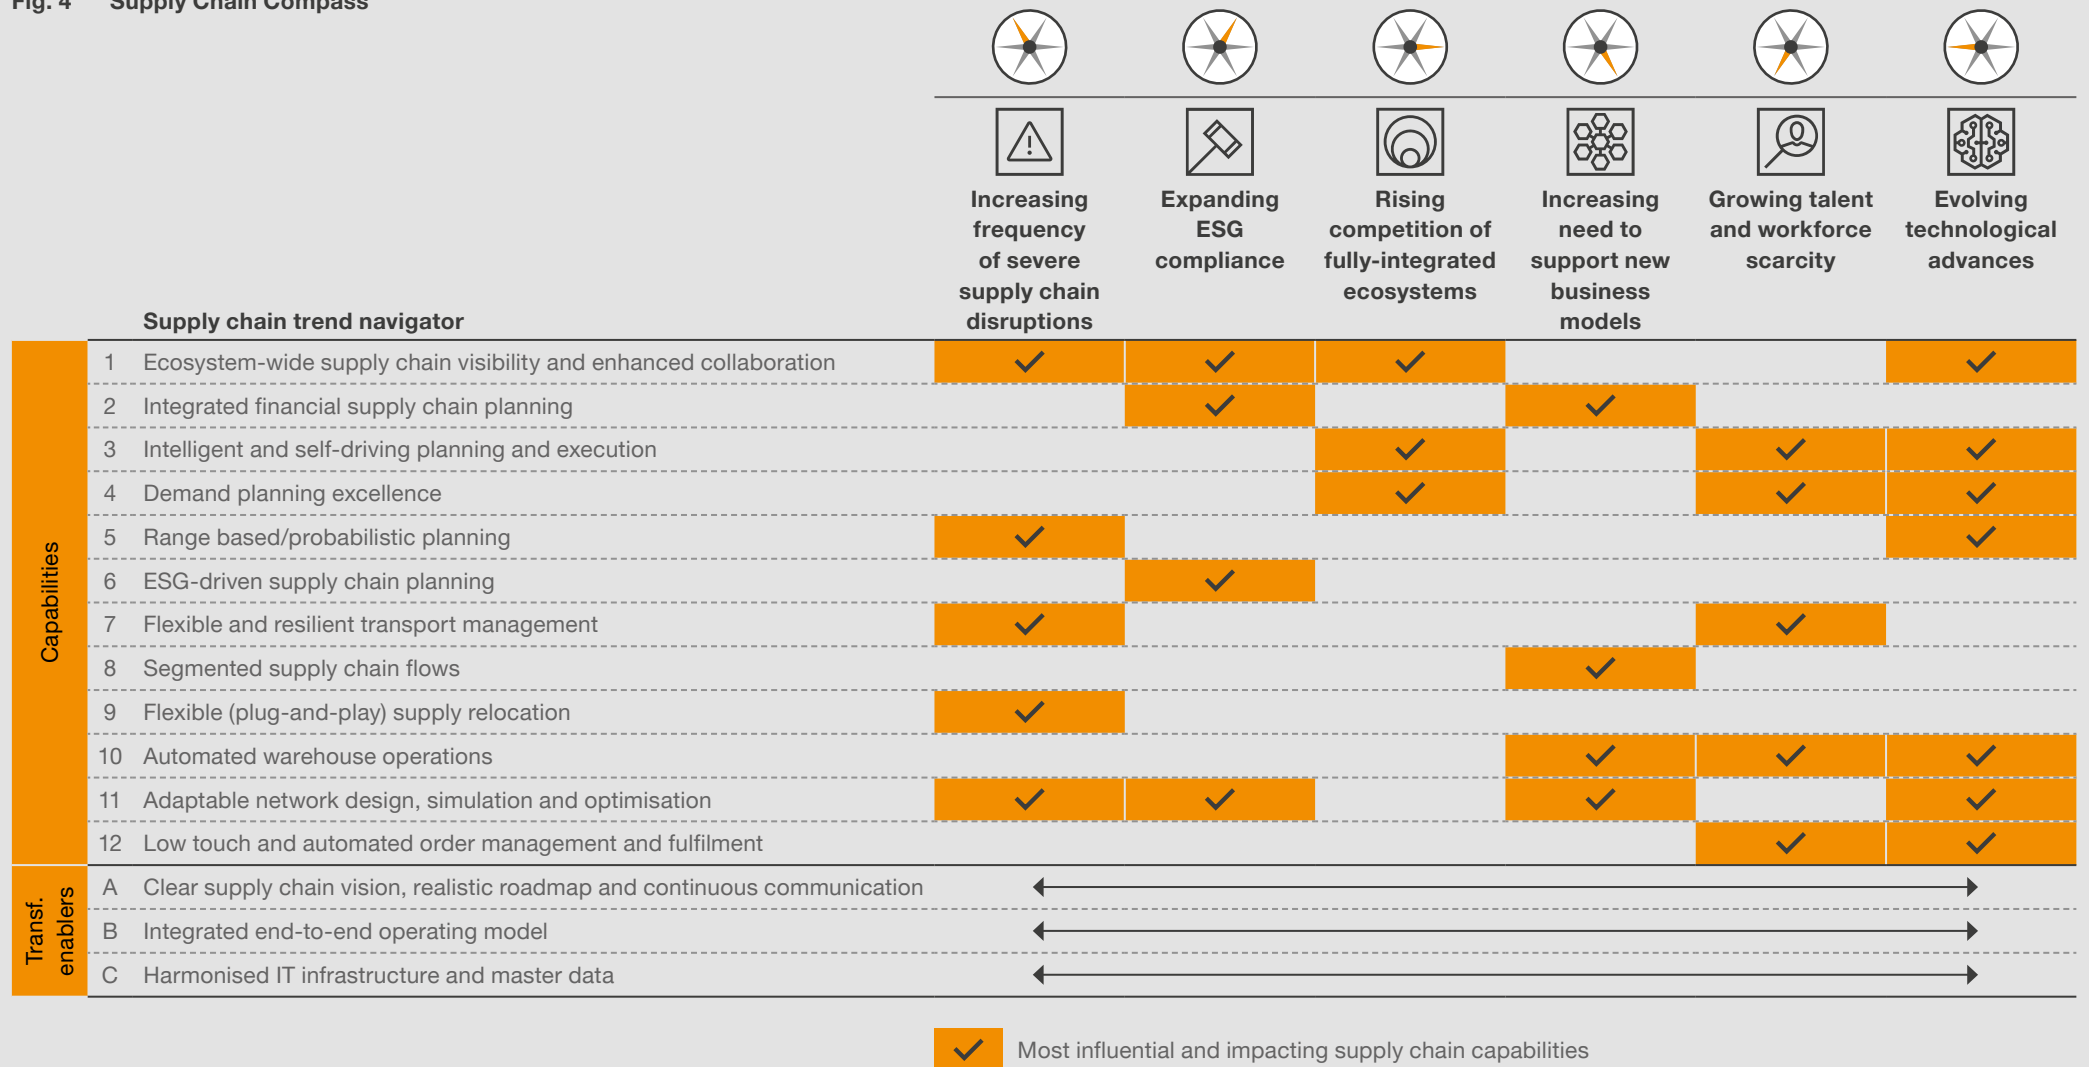 Fig. 4 Supply Chain Compass
Increasing
frequency
of severe
supply chain
disruptions
Expanding
ESG
compliance
Rising
competition of
fully-integrated
ecosystems
Increasing
need to
support new
business
models
Growing talent
and workforce
scarcity
Evolving
technological
advances
Supply chain trend navigator
Capabilities
1 Ecosystem-wide supply chain visibility and enhanced collaboration
2 Integrated financial supply chain planning
3 Intelligent and self-driving planning and execution
4 Demand planning excellence
5 Range based/probabilistic planning
6 ESG-driven supply chain planning
7 Flexible and resilient transport management
8 Segmented supply chain flows
9 Flexible (plug-and-play) supply relocation
10 Automated warehouse operations
11 Adaptable network design, simulation and optimisation
12 Low touch and automated order management and fulfilment
Transf.
enablers
A Clear supply chain vision, realistic roadmap and continuous communication
B Integrated end-to-end operating model
C Harmonised IT infrastructure and master data
Most influential and impacting supply chain capabilities